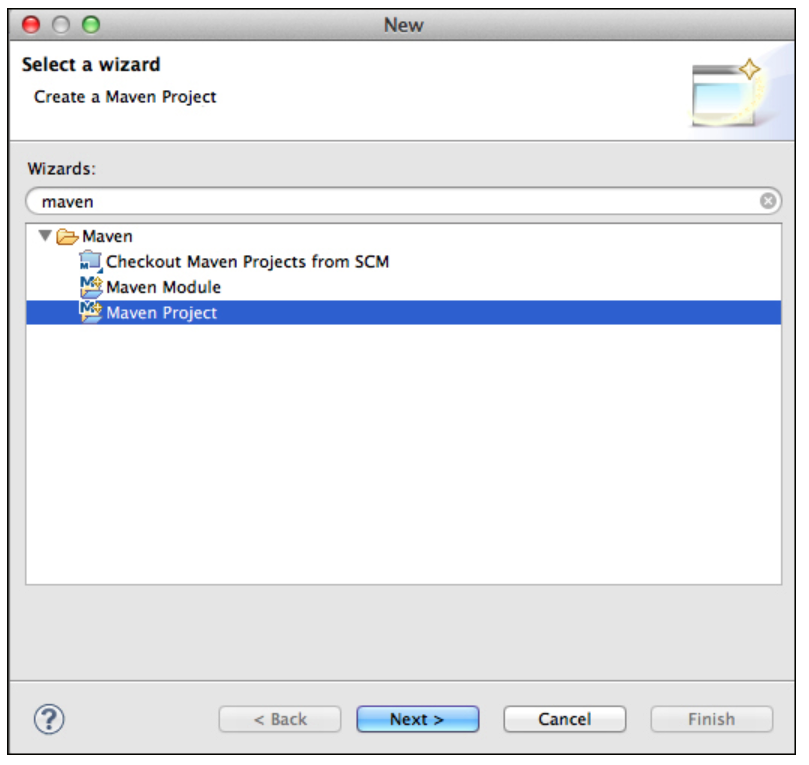 New
Select a wizard
Create a Maven Project
Wizards:
maven
Maven
Checkout Maven Projects from SCM
Maven Module
Maven Project
? < Back Next > Cancel Finish